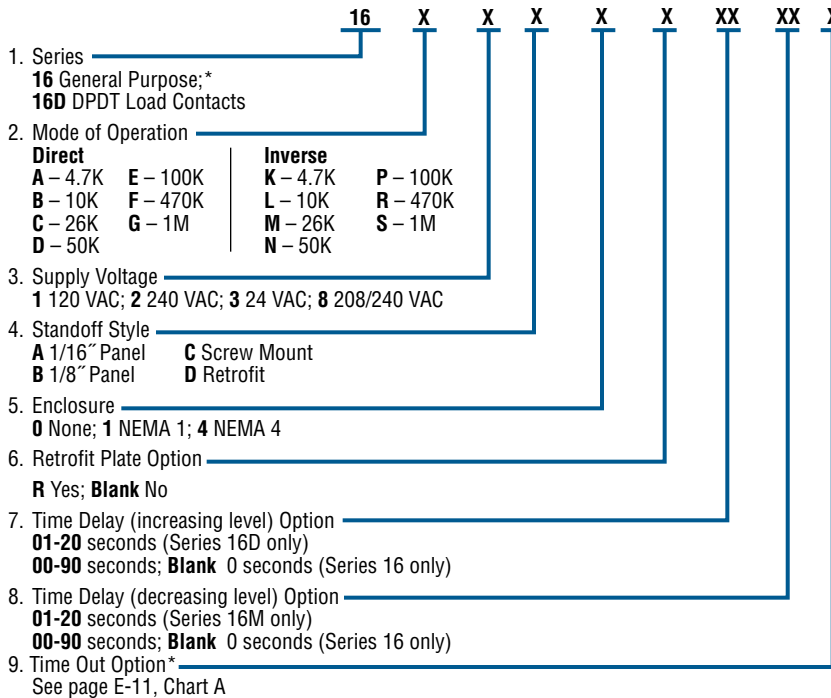 16 X X X X X XX XX X
1. Series
16 General Purpose;*
16D DPDT Load Contacts
2. Mode of Operation
Direct Inverse
A – 4.7K E – 100K K – 4.7K P – 100K
B – 10K F – 470K L – 10K R – 470K
C – 26K G – 1M M – 26K S – 1M
D – 50K N – 50K
3. Supply Voltage
1 120 VAC; 2 240 VAC; 3 24 VAC; 8 208/240 VAC
4. Standoff Style
A 1/16˝ Panel C Screw Mount
B 1/8˝ Panel D Retrofit
5. Enclosure
0 None; 1 NEMA 1; 4 NEMA 4
6. Retrofit Plate Option
R Yes; Blank No
7. Time Delay (increasing level) Option
01-20 seconds (Series 16D only)
00-90 seconds; Blank 0 seconds (Series 16 only)
8. Time Delay (decreasing level) Option
01-20 seconds (Series 16M only)
00-90 seconds; Blank 0 seconds (Series 16 only)
9. Time Out Option*
See page E-11, Chart A